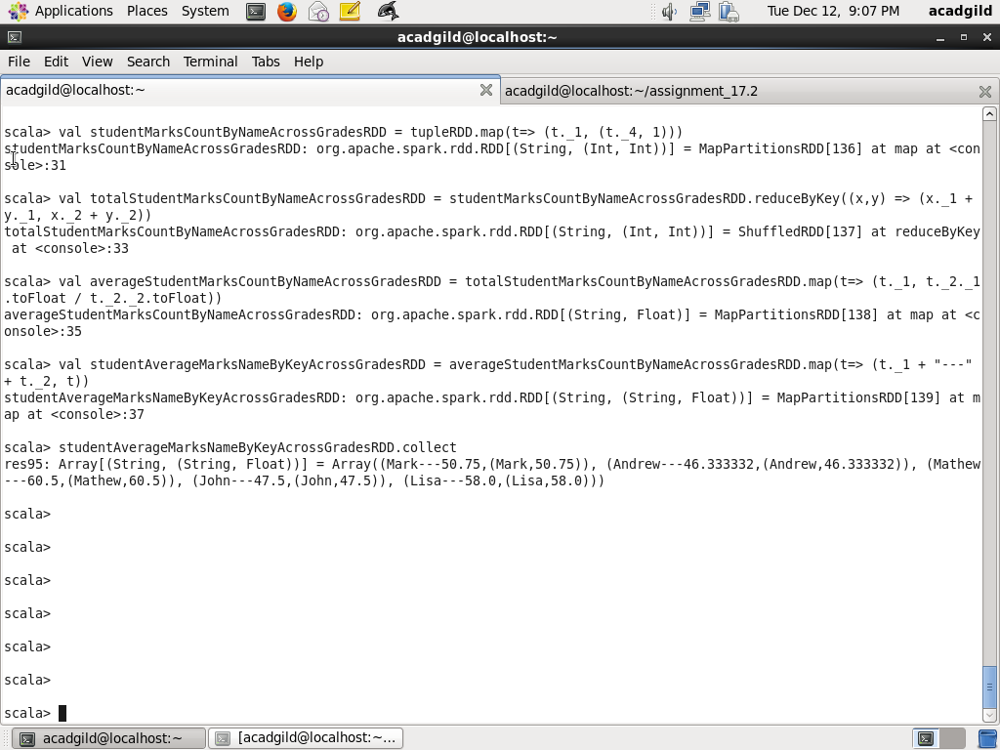 Applications Places System Tue Dec 12, 9:07 PM acadgild
acadgild@localhost:~
File Edit View Search Terminal Tabs Help
acadgild@localhost:~ acadgild@localhost:~/assignment_17.2
scala> val studentMarksCountByNameAcrossGradesRDD = tupleRDD.map(t=> (t._1, (t._4, 1)))
studentMarksCountByNameAcrossGradesRDD: org.apache.spark.rdd.RDD[(String, (Int, Int))] = MapPartitionsRDD[136] at map at <con
sole>:31
scala> val totalStudentMarksCountByNameAcrossGradesRDD = studentMarksCountByNameAcrossGradesRDD.reduceByKey((x,y) => (x._1 +
y._1, x._2 + y._2))
totalStudentMarksCountByNameAcrossGradesRDD: org.apache.spark.rdd.RDD[(String, (Int, Int))] = ShuffledRDD[137] at reduceByKey
at <console>:33
scala> val averageStudentMarksCountByNameAcrossGradesRDD = totalStudentMarksCountByNameAcrossGradesRDD.map(t=> (t._1, t._2._1
.toFloat / t._2._2.toFloat))
averageStudentMarksCountByNameAcrossGradesRDD: org.apache.spark.rdd.RDD[(String, Float)] = MapPartitionsRDD[138] at map at <c
onsole>:35
scala> val studentAverageMarksNameByKeyAcrossGradesRDD = averageStudentMarksCountByNameAcrossGradesRDD.map(t=> (t._1 + "---"
+ t._2, t))
studentAverageMarksNameByKeyAcrossGradesRDD: org.apache.spark.rdd.RDD[(String, (String, Float))] = MapPartitionsRDD[139] at m
ap at <console>:37
scala> studentAverageMarksNameByKeyAcrossGradesRDD.collect
res95: Array[(String, (String, Float))] = Array((Mark---50.75,(Mark,50.75)), (Andrew---46.333332,(Andrew,46.333332)), (Mathew
---60.5,(Mathew,60.5)), (John---47.5,(John,47.5)), (Lisa---58.0,(Lisa,58.0)))
scala>
scala>
scala>
scala>
scala>
scala>
scala>
acadgild@localhost:~ [acadgild@localhost:~...